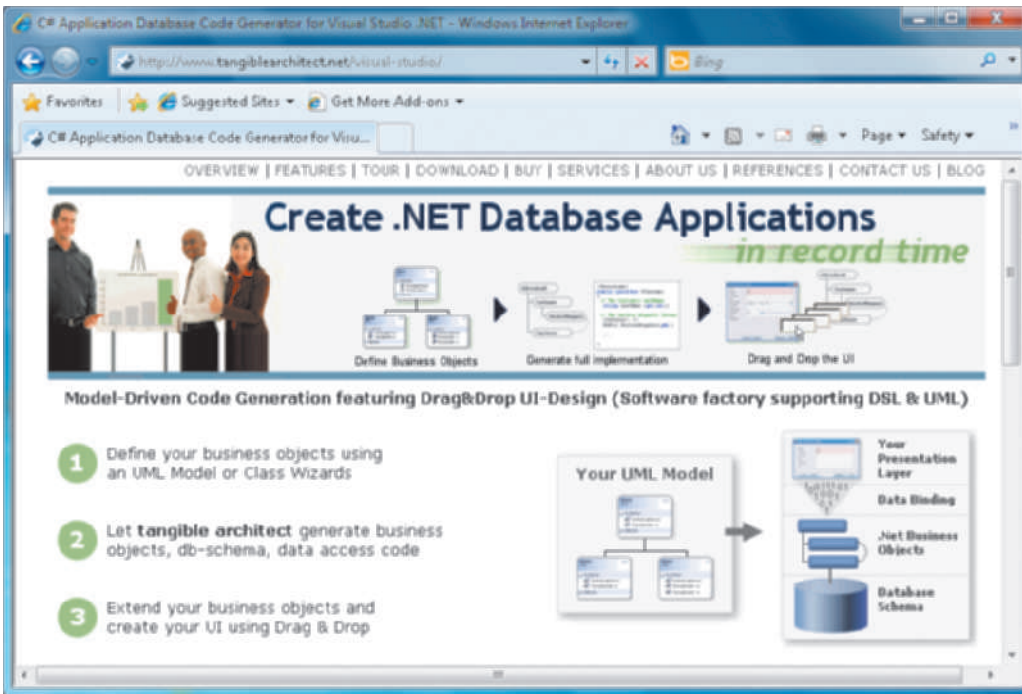 C# Application Database Code Generator for Visual Studio .NET - Windows Internet Explorer
http://www.tangiblearchitect.net/visual-studio/
Bing
Favorites
Suggested Sites
Get More Add-ons
C# Application Database Code Generator for Visu...
Page
Safety
OVERVIEW | FEATURES | TOUR | DOWNLOAD | BUY | SERVICES | ABOUT US | REFERENCES | CONTACT US | BLOG
Create .NET Database Applications
in record time
Define Business Objects
Generate full implementation
Drag and Drop the UI
Model-Driven Code Generation featuring Drag&Drop UI-Design (Software factory supporting DSL & UML)
1
Define your business objects using
an UML Model or Class Wizards
2
Let tangible architect generate business
objects, db-schema, data access code
3
Extend your business objects and
create your UI using Drag & Drop
Your UML Model
Your
Presentation
Layer
Data Binding
.Net Business
Objects
Database
Schema